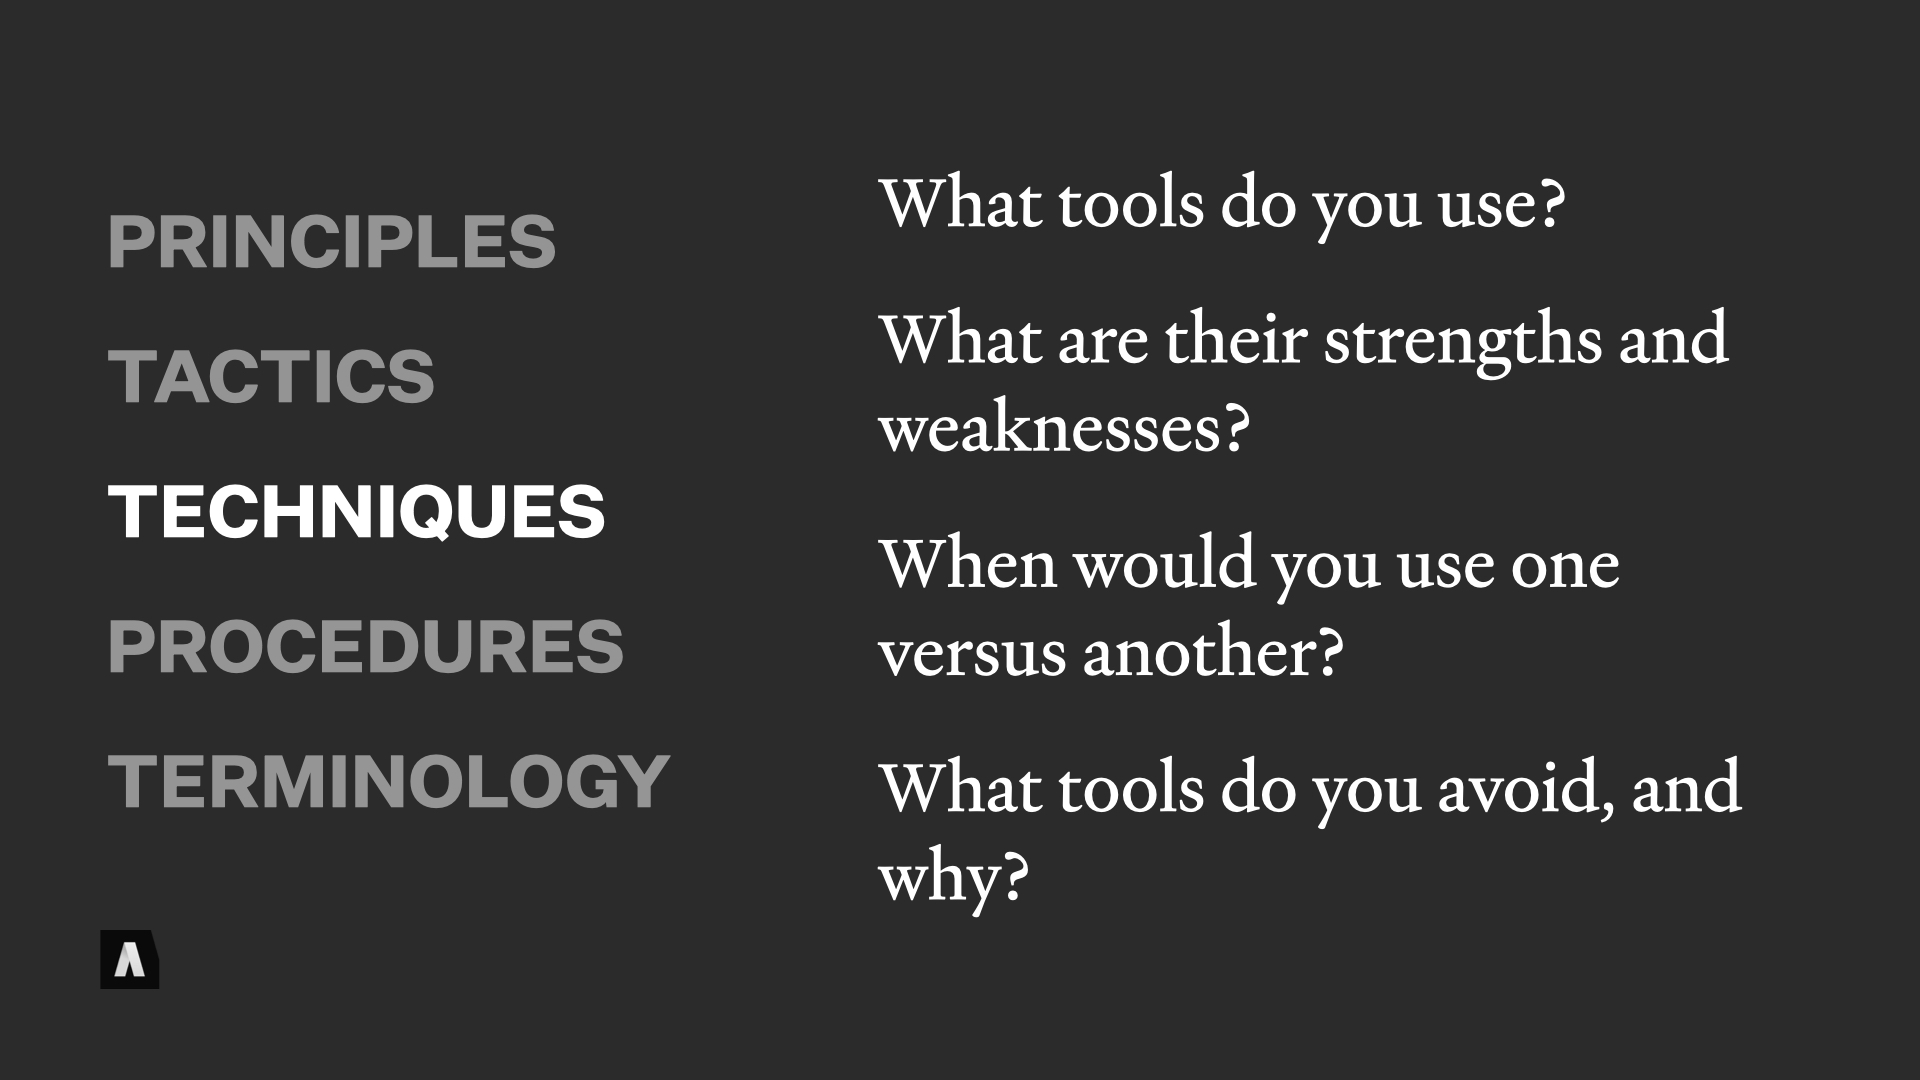 PRINCIPLES
TACTICS
TECHNIQUES
PROCEDURES
TERMINOLOGY
What tools do you use?
What are their strengths and
weaknesses?
When would you use one
versus another?
What tools do you avoid, and
why?